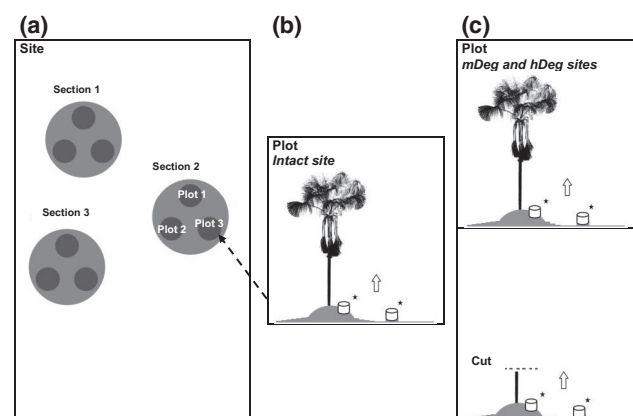 (a)
Site
Section 1
Section 2
Plot 1
Plot 2
Plot 3
Section 3
(b)
Plot
Intact site
*
*
(c)
Plot
mDeg and hDeg sites
*
*
Cut
*
*